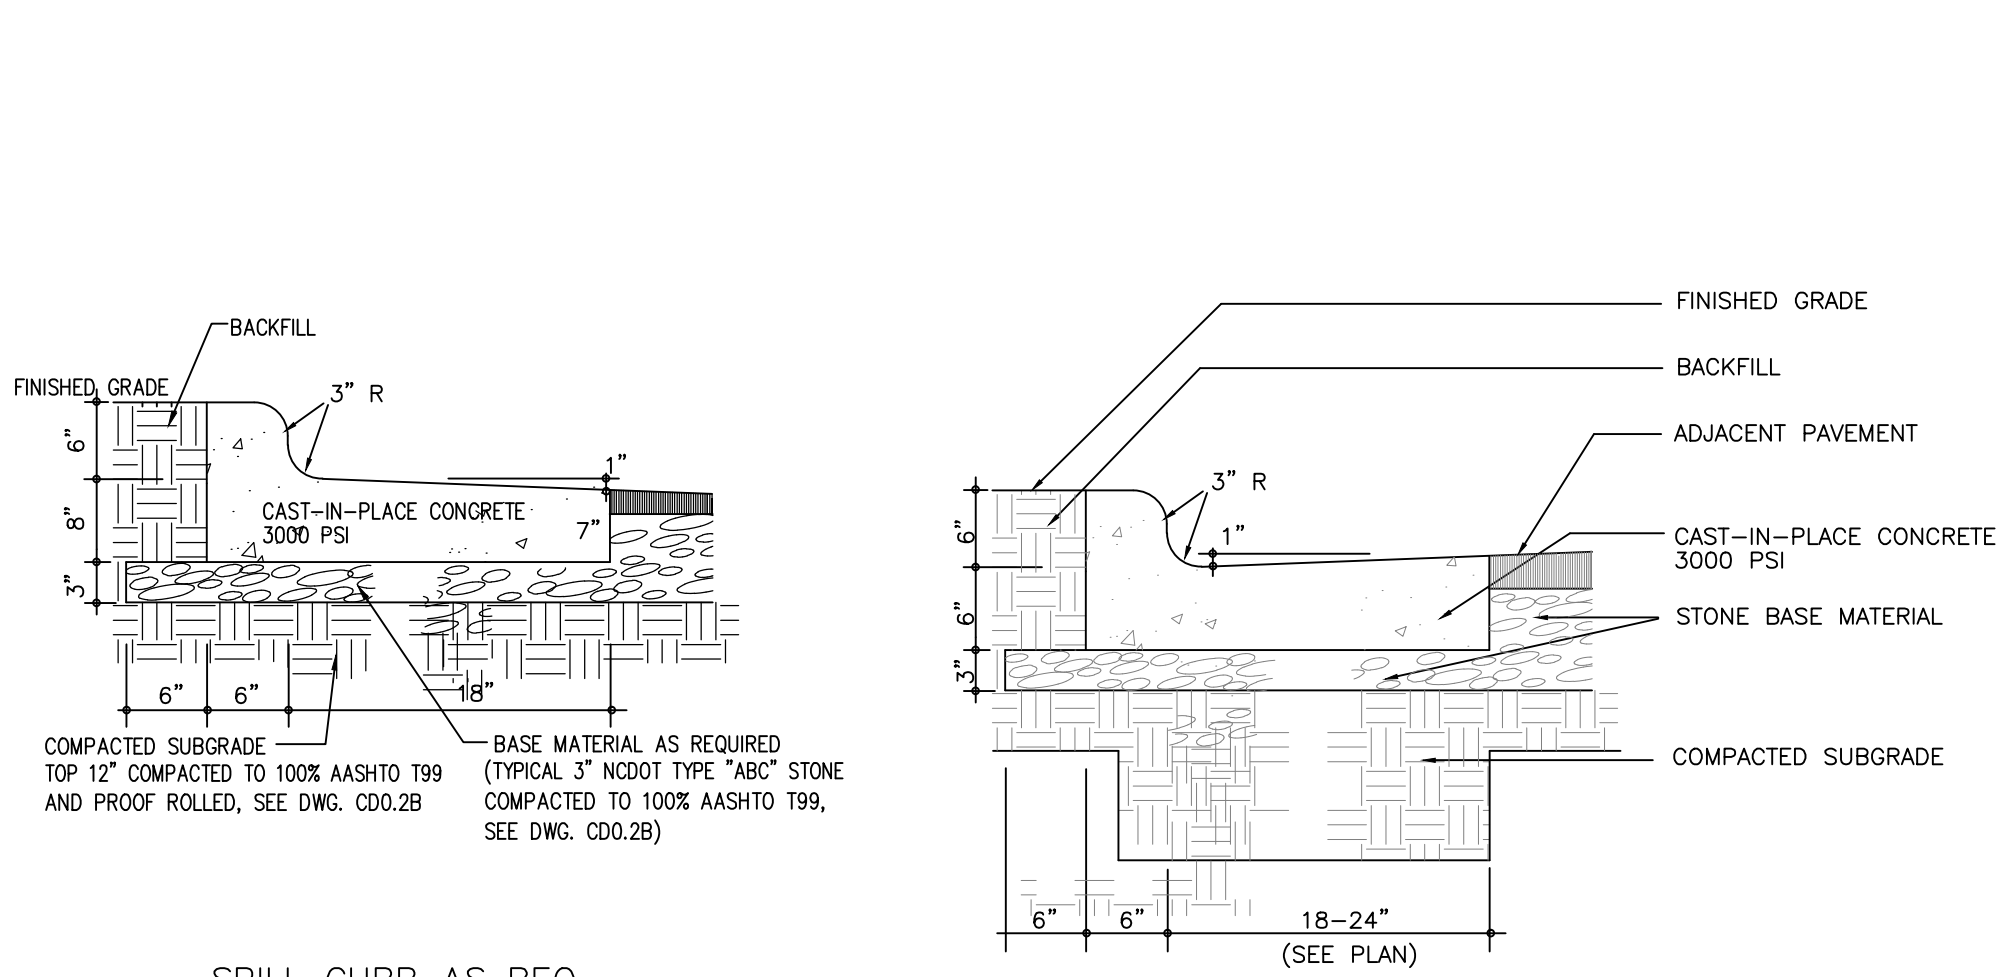 BACKFILL
FINISHED GRADE
3” R
6”
1”
8”
CAST-IN-PLACE CONCRETE
3000 PSI
7”
3”
6” 6” 18”
COMPACTED SUBGRADE
TOP 12” COMPACTED TO 100% AASHTO T99
AND PROOF ROLLED, SEE DWG. CD0.2B
BASE MATERIAL AS REQUIRED
(TYPICAL 3” NCDOT TYPE "ABC" STONE
COMPACTED TO 100% AASHTO T99,
SEE DWG. CD0.2B)
SPILL CURB AS REQ
FINISHED GRADE
BACKFILL
ADJACENT PAVEMENT
3” R
6”
1”
CAST-IN-PLACE CONCRETE
3000 PSI
6”
STONE BASE MATERIAL
3”
COMPACTED SUBGRADE
6” 6” 18-24”
(SEE PLAN)